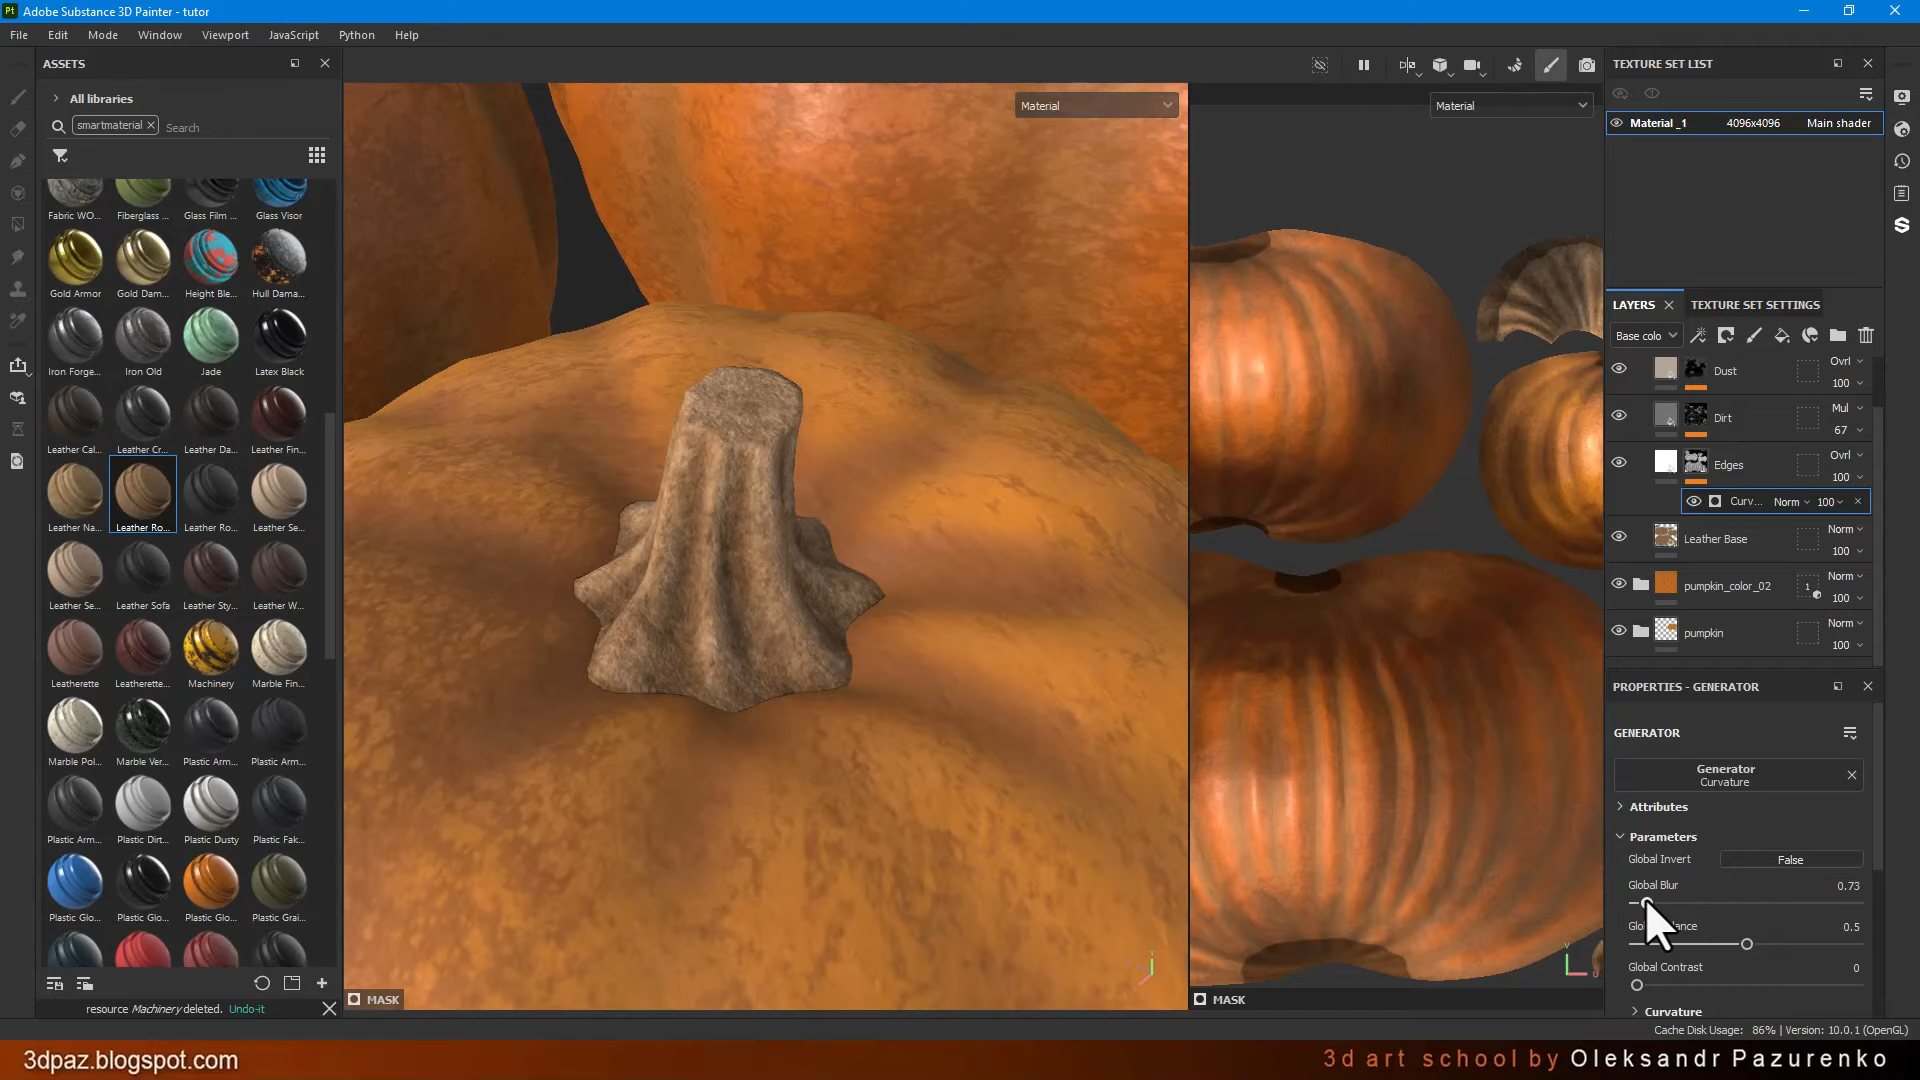 Pt Adobe Substance 3D Painter - tutor
File Edit Mode Window Viewport JavaScript Python Help
ASSETS
All libraries
smartmaterial Search
Fabric WO... Fiberglass ... Glass Film ... Glass Visor
Gold Armor Gold Dam... Height Ble... Hull Dama...
Iron Forge... Iron Old Jade Latex Black
Leather Cal... Leather Cr... Leather Da... Leather Fin...
Leather Na... Leather Ro... Leather Ro... Leather Se...
Leather Se... Leather Sofa Leather Sty... Leather W...
Leatherette Leatherette... Machinery Marble Fin...
Marble Pol... Marble Ver... Plastic Arm... Plastic Arm...
Plastic Arm... Plastic Dirt... Plastic Dusty Plastic Fak...
Plastic Glo... Plastic Glo... Plastic Glo... Plastic Grai...
resource Machinery deleted. Undo-it
Material
MASK
Material
MASK
TEXTURE SET LIST
Material _1 4096x4096 Main shader
LAYERS TEXTURE SET SETTINGS
Base colo
Dust Ovrl 100
Dirt Mul 67
Edges Ovrl 100
Curv... Norm 100
Leather Base Norm 100
pumpkin_color_02 1 Norm 100
pumpkin Norm 100
PROPERTIES - GENERATOR
GENERATOR
Generator
Curvature
Attributes
Parameters
Global Invert False
Global Blur 0.73
0.5
Global Contrast 0
Curvature
Cache Disk Usage: 86% | Version: 10.0.1 (OpenGL)
3dpaz.blogspot.com
3d art school by Oleksandr Pazurenko